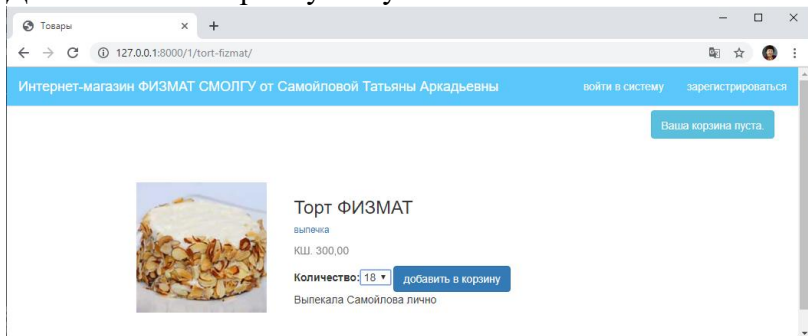 Товары
127.0.0.1:8000/1/tort-fizmat/
Интернет-магазин ФИЗМАТ СМОЛГУ от Самойловой Татьяны Аркадьевны войти в систему зарегистрироваться
Ваша корзина пуста.
Торт ФИЗМАТ
выпечка
КШ. 300,00
Количество: 18 добавить в корзину
Выпекала Самойлова лично